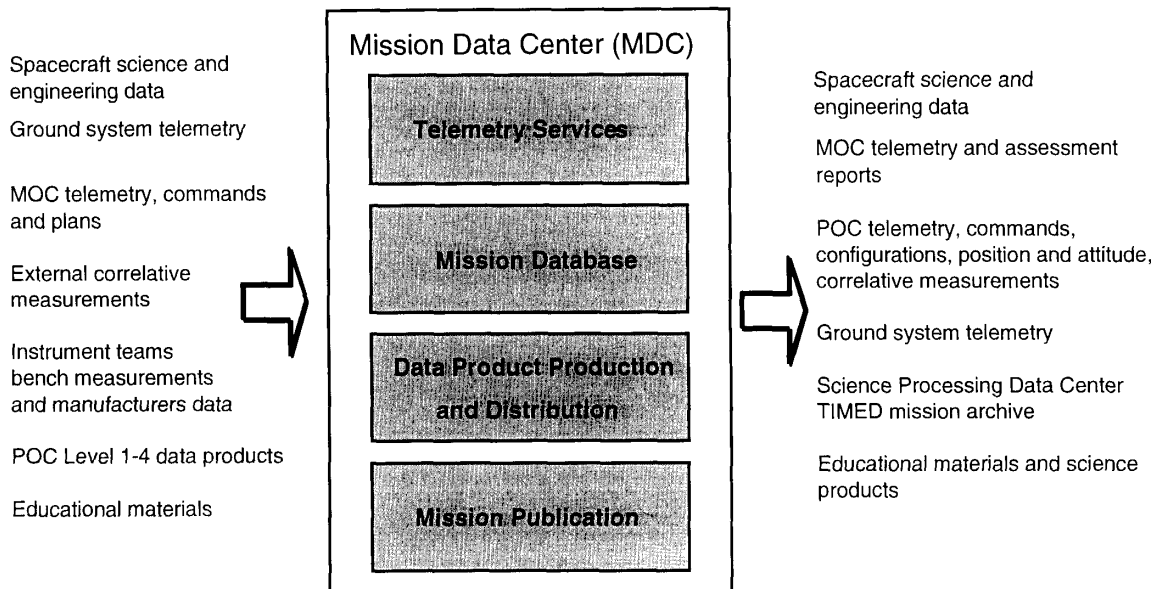 Mission Data Center (MDC)
Spacecraft science and
engineering data
Ground system telemetry
MOC telemetry, commands
and plans
External correlative
measurements
Instrument teams
bench measurements
and manufacturers data
POC Level 1-4 data products
Educational materials
Telemetry Services
Mission Database
Data Product Production
and Distribution
Mission Publication
Spacecraft science and
engineering data
MOC telemetry and assessment
reports
POC telemetry, commands,
configurations, position and attitude,
correlative measurements
Ground system telemetry
Science Processing Data Center
TIMED mission archive
Educational materials and science
products